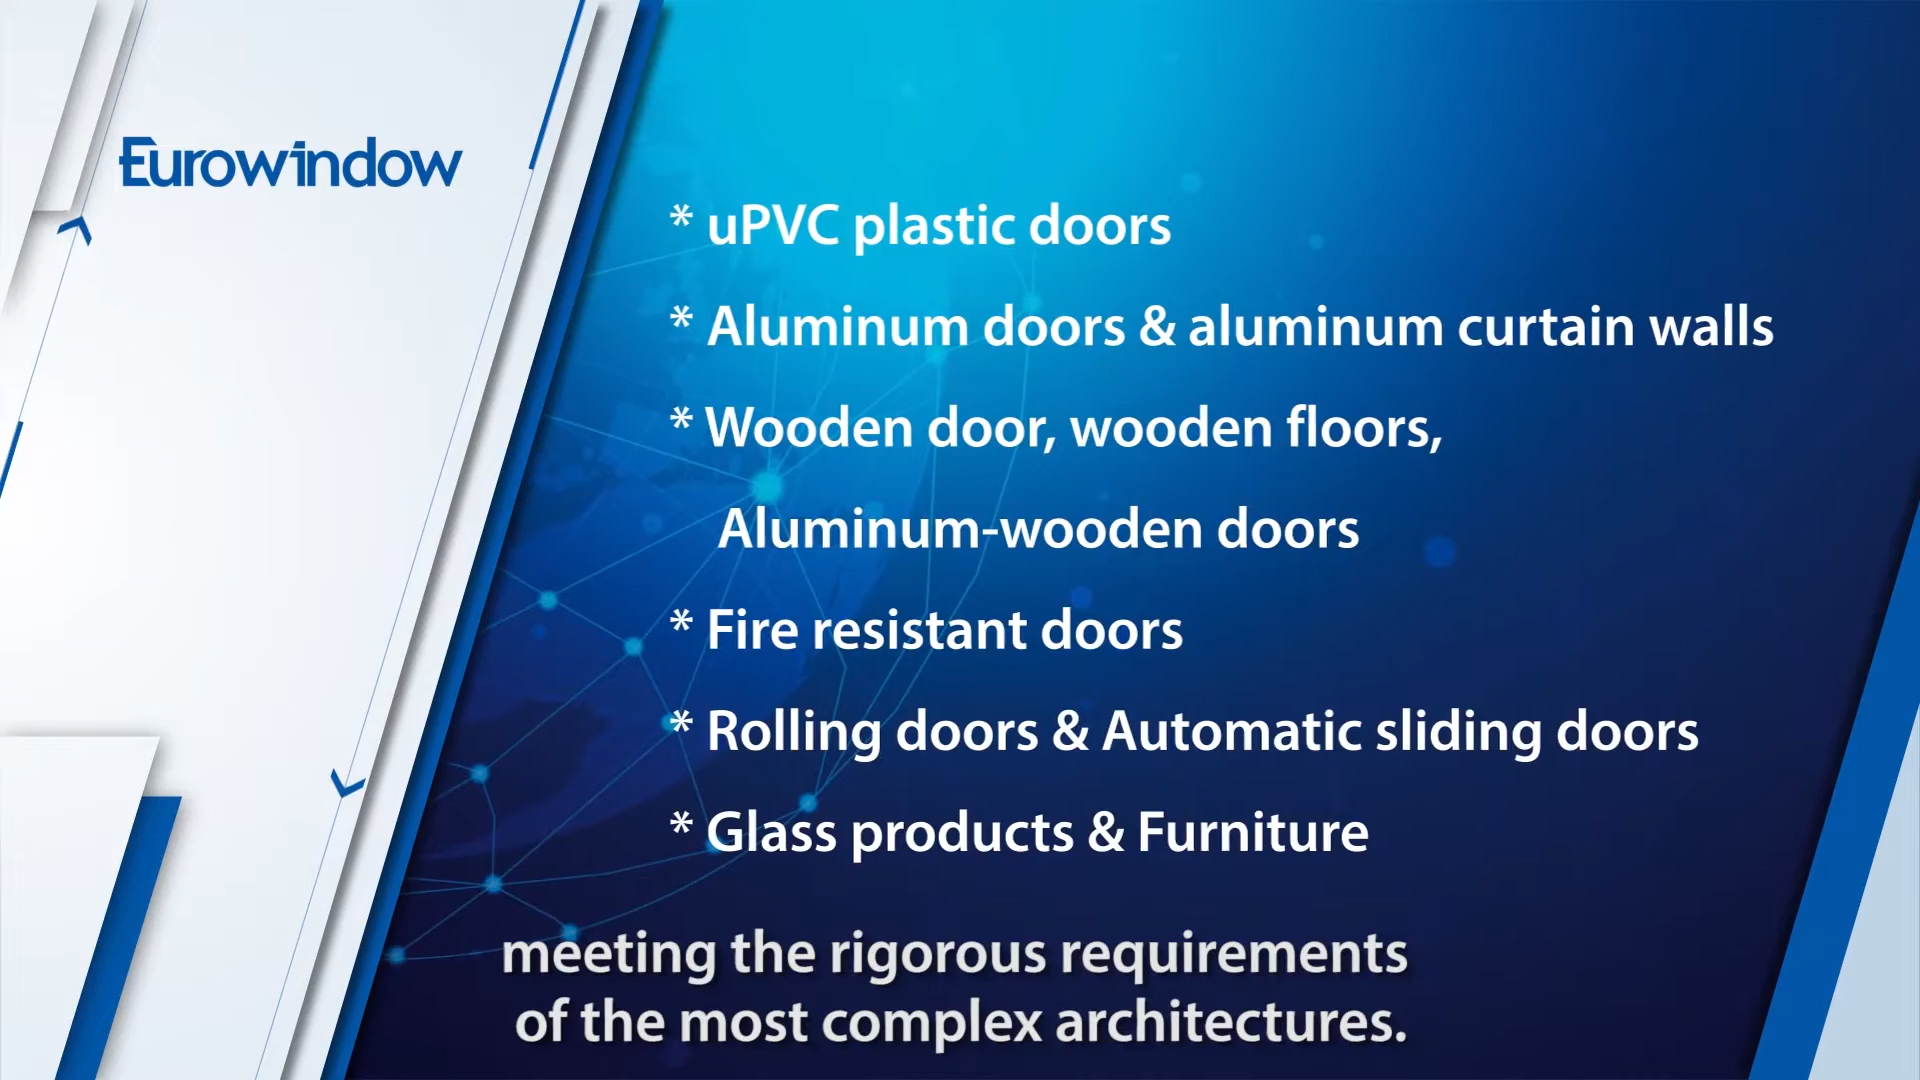 Eurowindow
* uPVC plastic doors
* Aluminum doors & aluminum curtain walls
* Wooden door, wooden floors,
Aluminum-wooden doors
* Fire resistant doors
* Rolling doors & Automatic sliding doors
* Glass products & Furniture
meeting the rigorous requirements
of the most complex architectures.